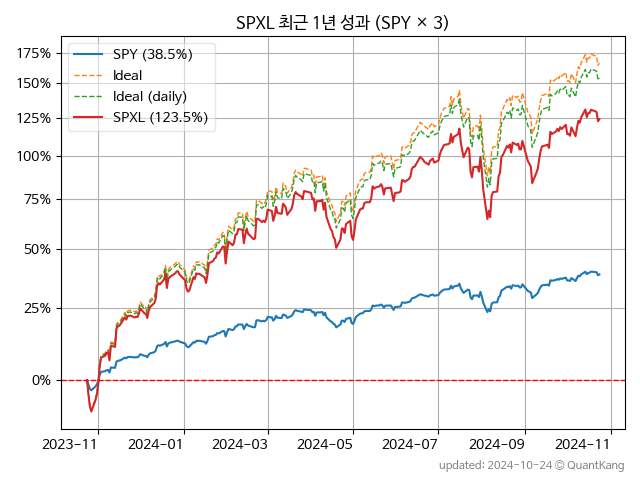 SPXL 최근 1년 성과 (SPY × 3)
175%
150%
125%
100%
75%
50%
25%
0%
SPY (38.5%)
Ideal
Ideal (daily)
SPXL (123.5%)
2023-11
2024-01
2024-03
2024-05
2024-07
2024-09
2024-11
updated: 2024-10-24 © QuantKang